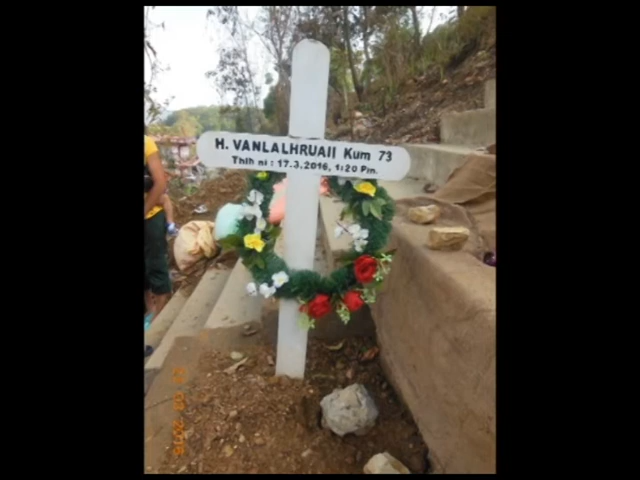 H. VANLALHRUAII Kum 73
Thih ni : 17.3.2016, 1:20 Pm.